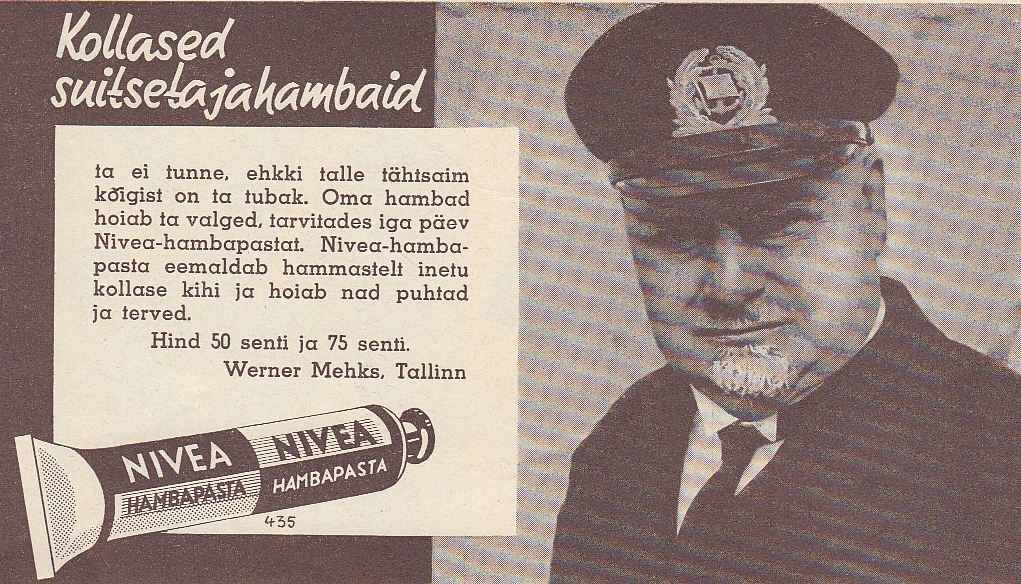 Kollased
suitsetajahambaid
ta ei tunne, ehkki talle tähtsaim
kõigist on ta tubak. Oma hambad
hoiab ta valged, tarvitades iga päev
Nivea-hambapastat. Nivea-hamba-
pasta eemaldab hammastelt inetu
kollase kihi ja hoiab nad puhtad
ja terved.
Hind 50 senti ja 75 senti.
Werner Mehks, Tallinn
NIVEA NIVEA
HAMBAPASTA HAMBAPASTA
435